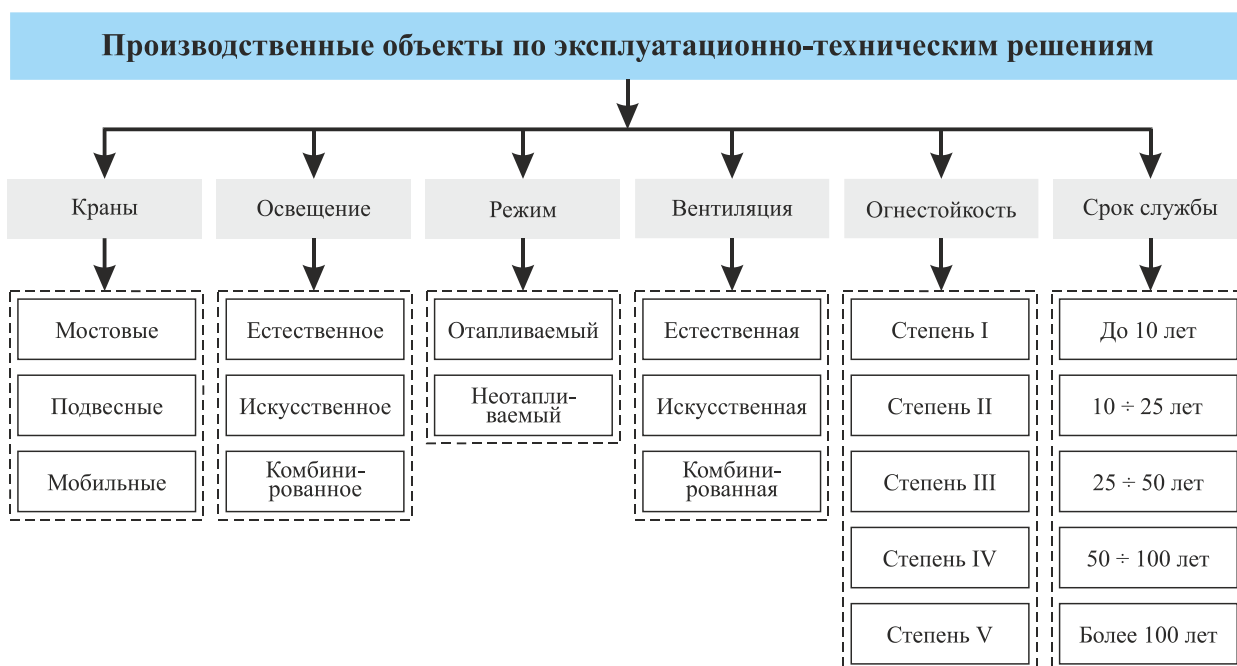 Производственные объекты по эксплуатационно-техническим решениям
Краны
Освещение
Режим
Вентиляция
Огнестойкость
Срок службы
Мостовые
Подвесные
Мобильные
Естественное
Искусственное
Комбини-
рованное
Отапливаемый
Неотапли-
ваемый
Естественная
Искусственная
Комбини-
рованная
Степень I
Степень II
Степень III
Степень IV
Степень V
До 10 лет
10 ÷ 25 лет
25 ÷ 50 лет
50 ÷ 100 лет
Более 100 лет